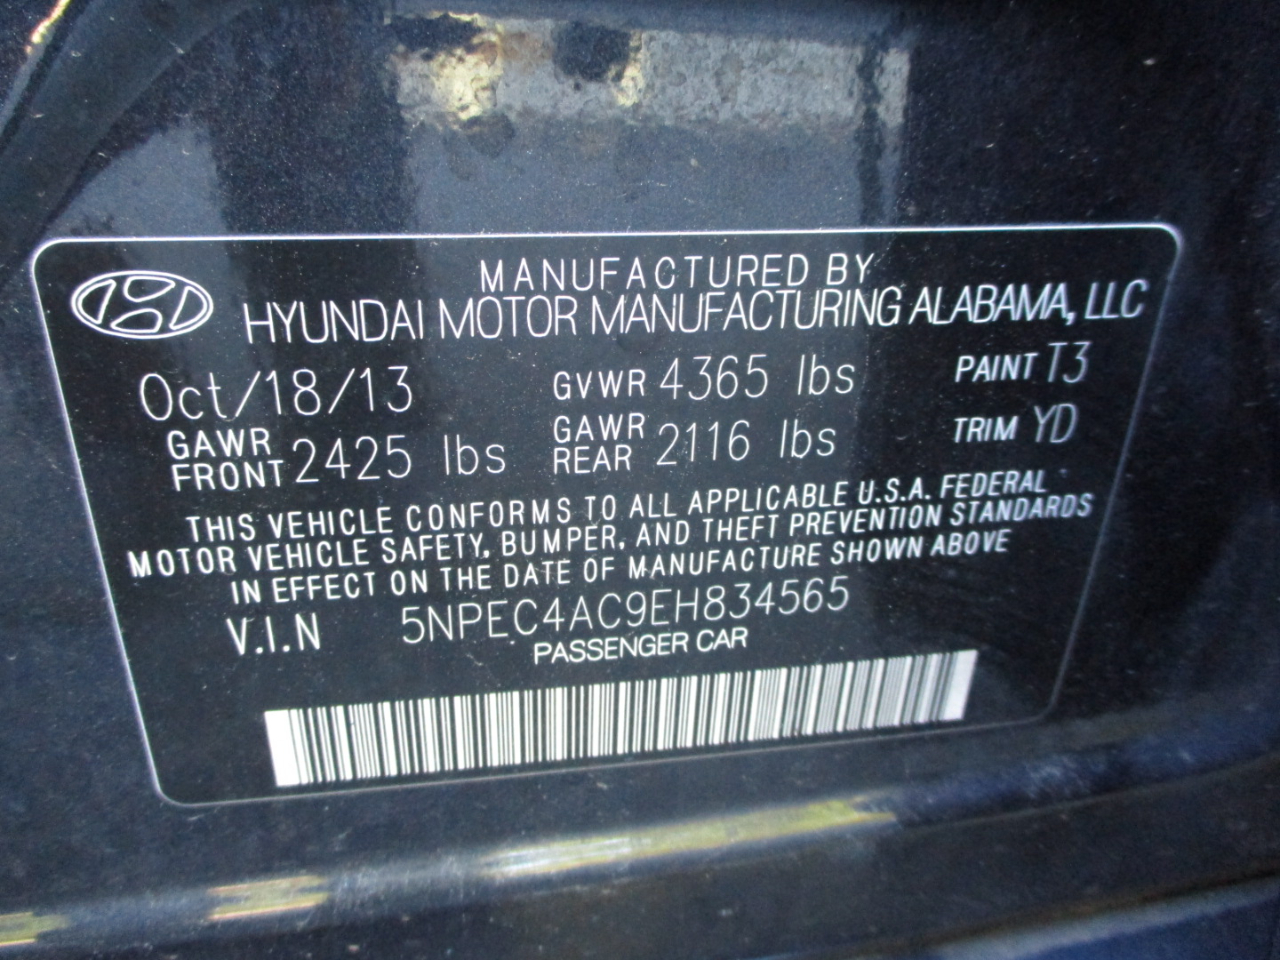 MANUFACTURED BY
HYUNDAI MOTOR MANUFACTURING ALABAMA, LLC
Oct/18/13 GVWR 4365 lbs PAINT T3
GAWR FRONT 2425 lbs GAWR REAR 2116 lbs TRIM YD
THIS VEHICLE CONFORMS TO ALL APPLICABLE U.S.A. FEDERAL
MOTOR VEHICLE SAFETY, BUMPER, AND THEFT PREVENTION STANDARDS
IN EFFECT ON THE DATE OF MANUFACTURE SHOWN ABOVE
V.I.N 5NPEC4AC9EH834565
PASSENGER CAR